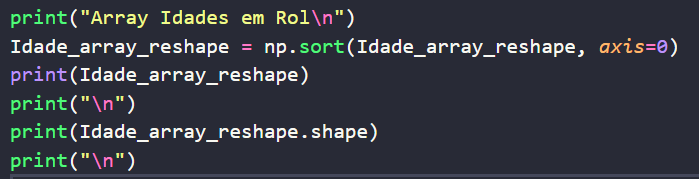 print("Array Idades em Rol\n")
Idade_array_reshape = np.sort(Idade_array_reshape, axis=0)
print(Idade_array_reshape)
print("\n")
print(Idade_array_reshape.shape)
print("\n")